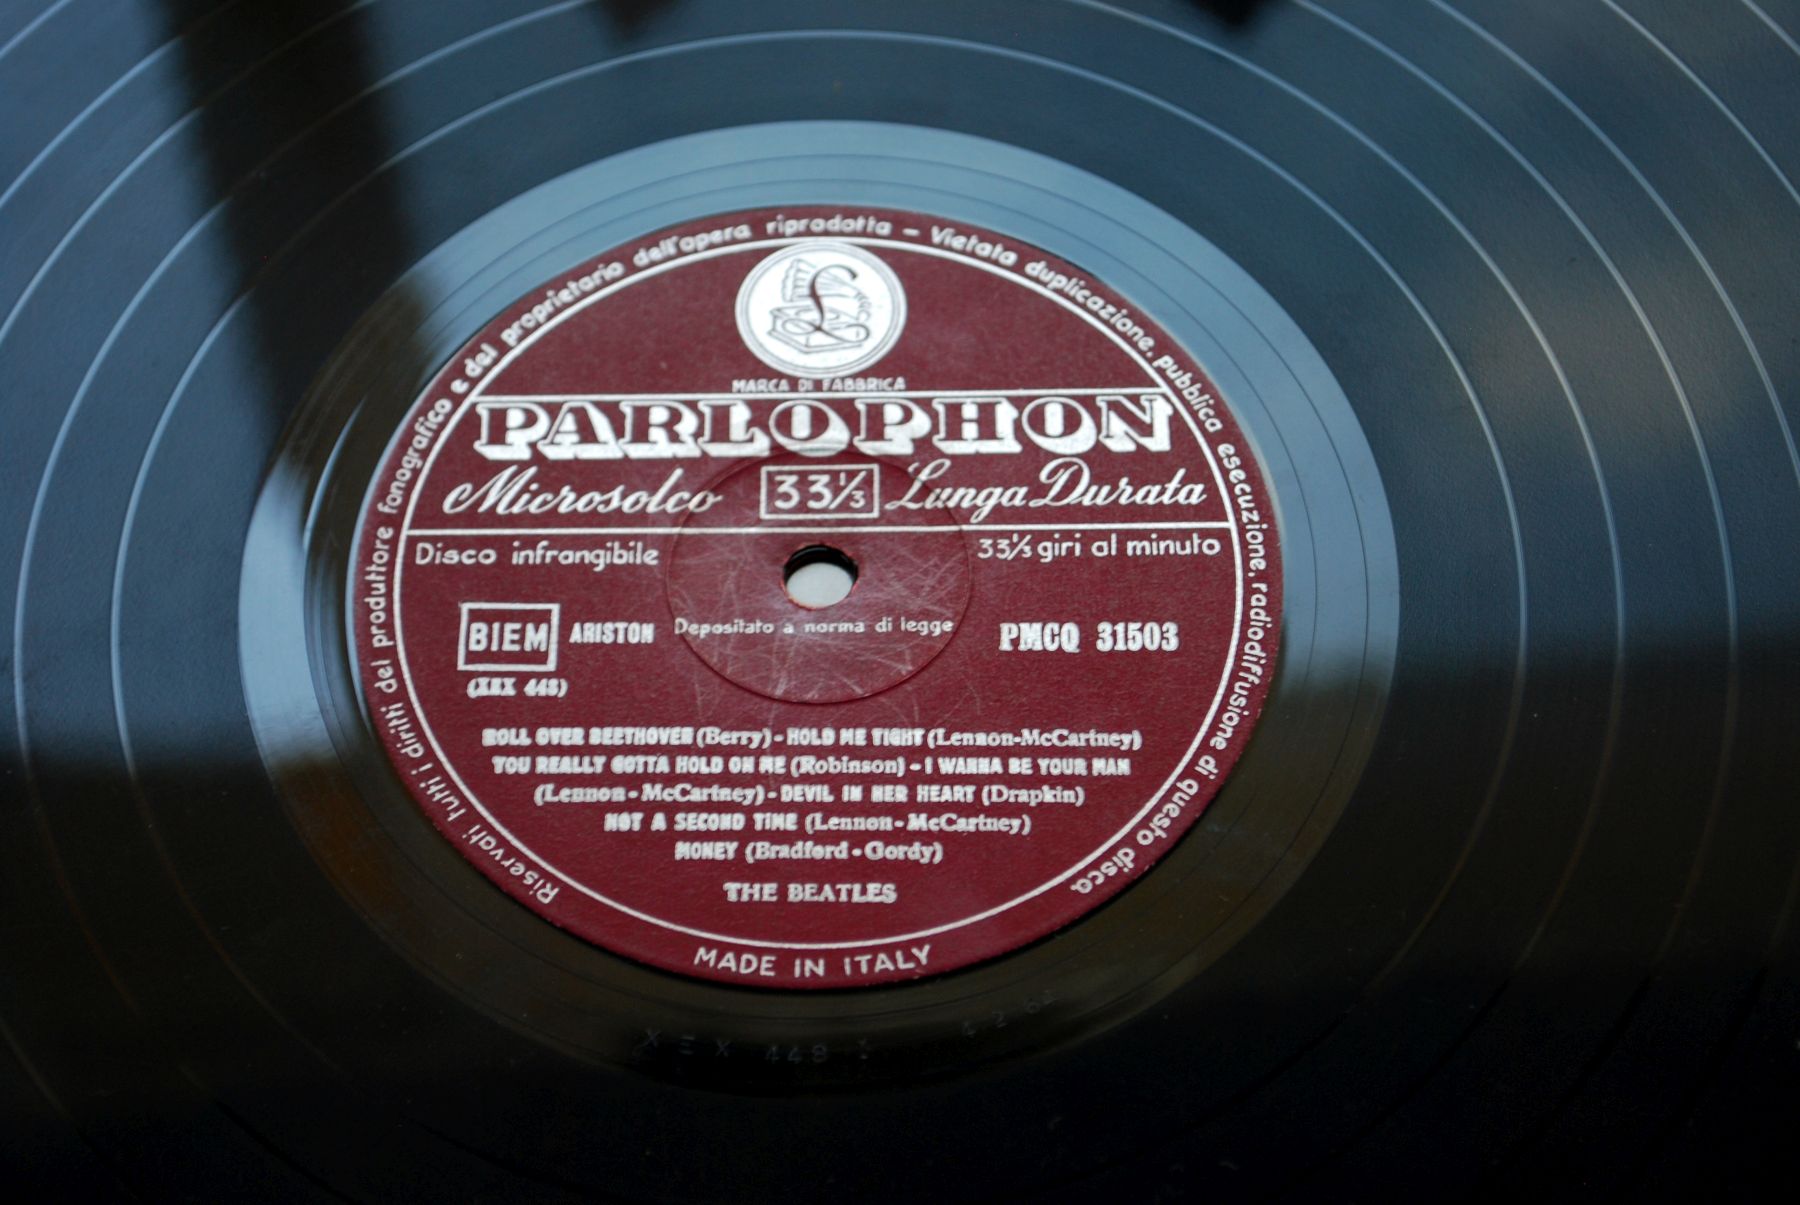 Riservati tutti i diritti del produttore fonografico e del proprietario dell'opera riprodotta – Vietata duplicazione, pubblica esecuzione, radiodiffusione di questo disco.
MARCA DI FABBRICA
PARLOPHON
Microsolco 33⅓ Lunga Durata
Disco infrangibile 33⅓ giri al minuto
BIEM ARISTON Depositato a norma di legge PMCQ 31503
(XEX 448)
ROLL OVER BEETHOVEN (Berry) - HOLD ME TIGHT (Lennon-McCartney)
YOU REALLY GOTTA HOLD ON ME (Robinson) - I WANNA BE YOUR MAN
(Lennon - McCartney) - DEVIL IN HER HEART (Drapkin)
NOT A SECOND TIME (Lennon - McCartney)
MONEY (Bradford - Gordy)
THE BEATLES
MADE IN ITALY
XEX 448